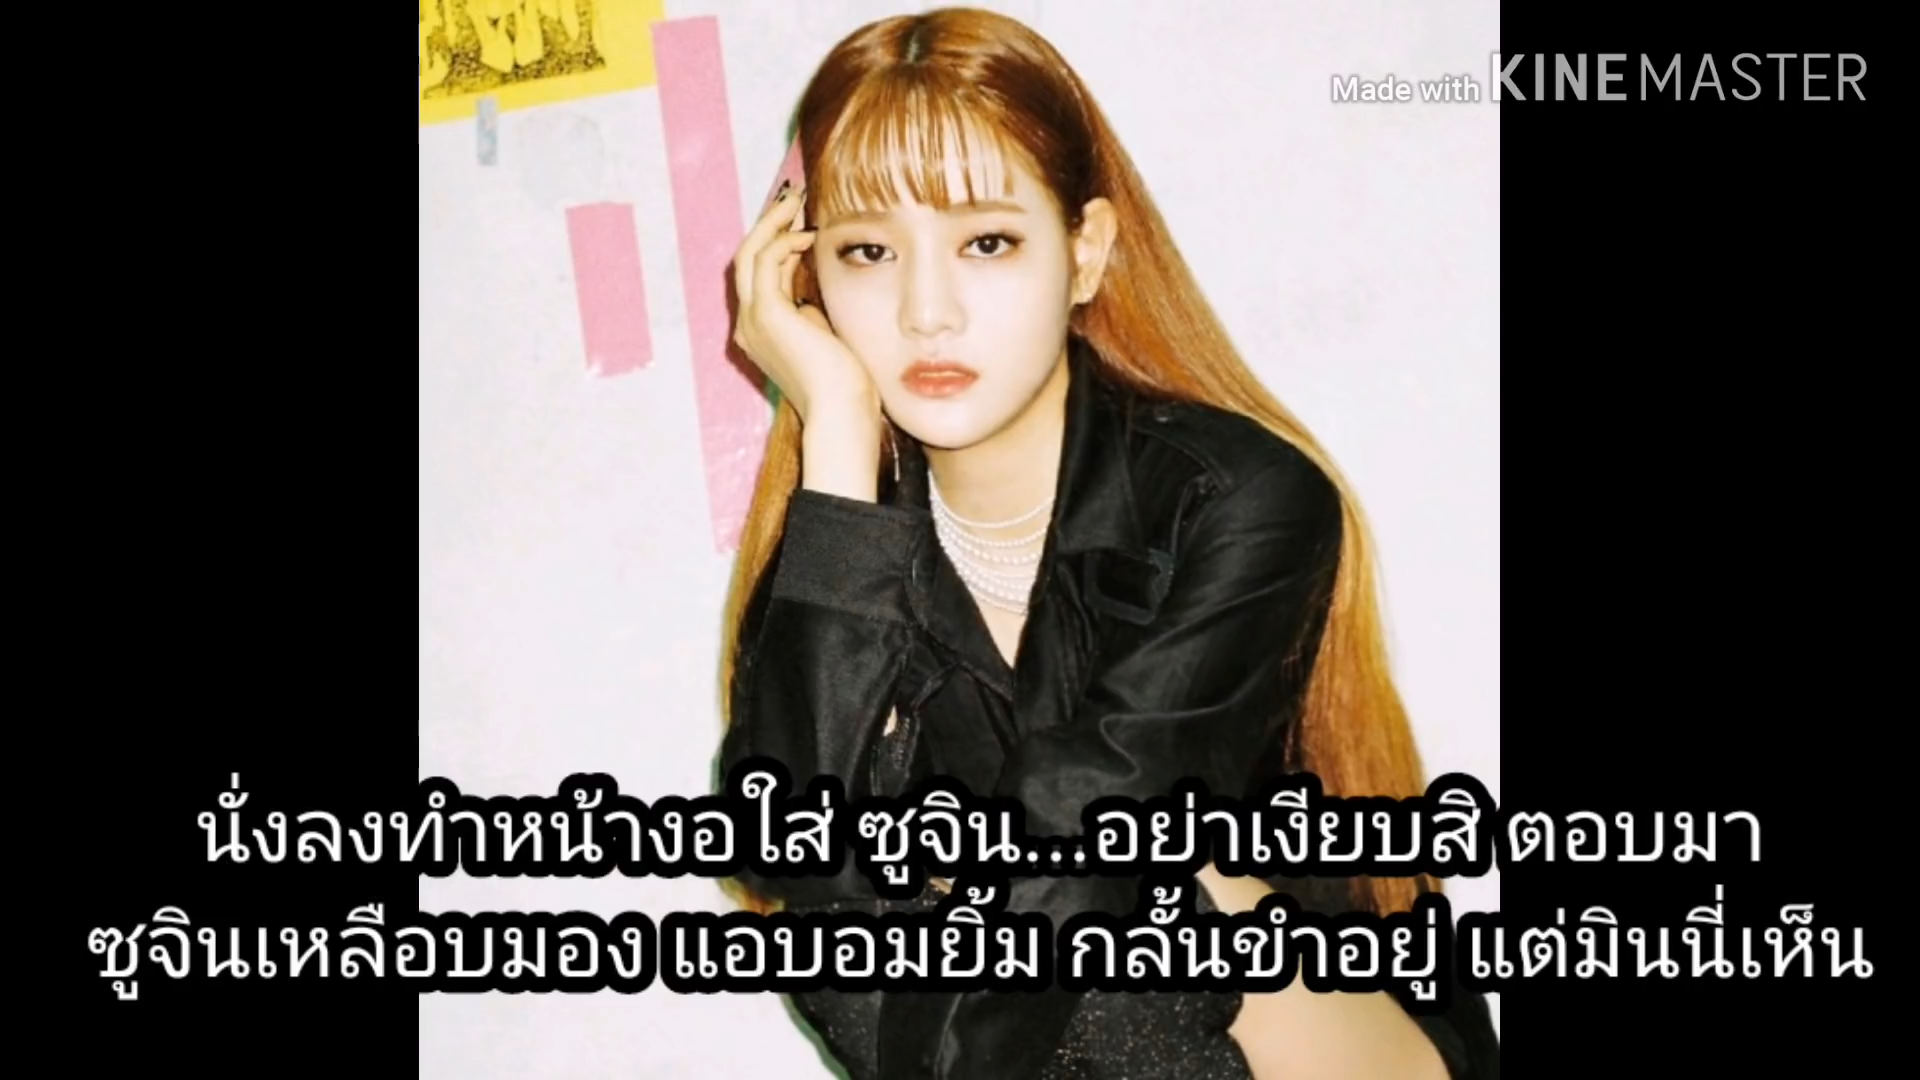 Made with KINEMASTER
นั่งลงทำหน้างอใส่ ซูจิน...อย่าเงียบสิ ตอบมา
ซูจินเหลือบมอง แอบอมยิ้ม กลั้นขำอยู่ แต่มินนี่เห็น